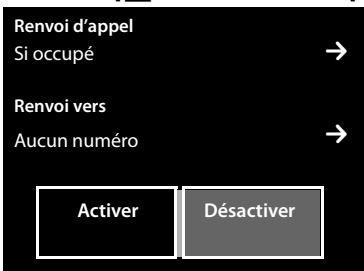 Renvoi d’appel
Si occupé
Renvoi vers
Aucun numéro
Activer Désactiver